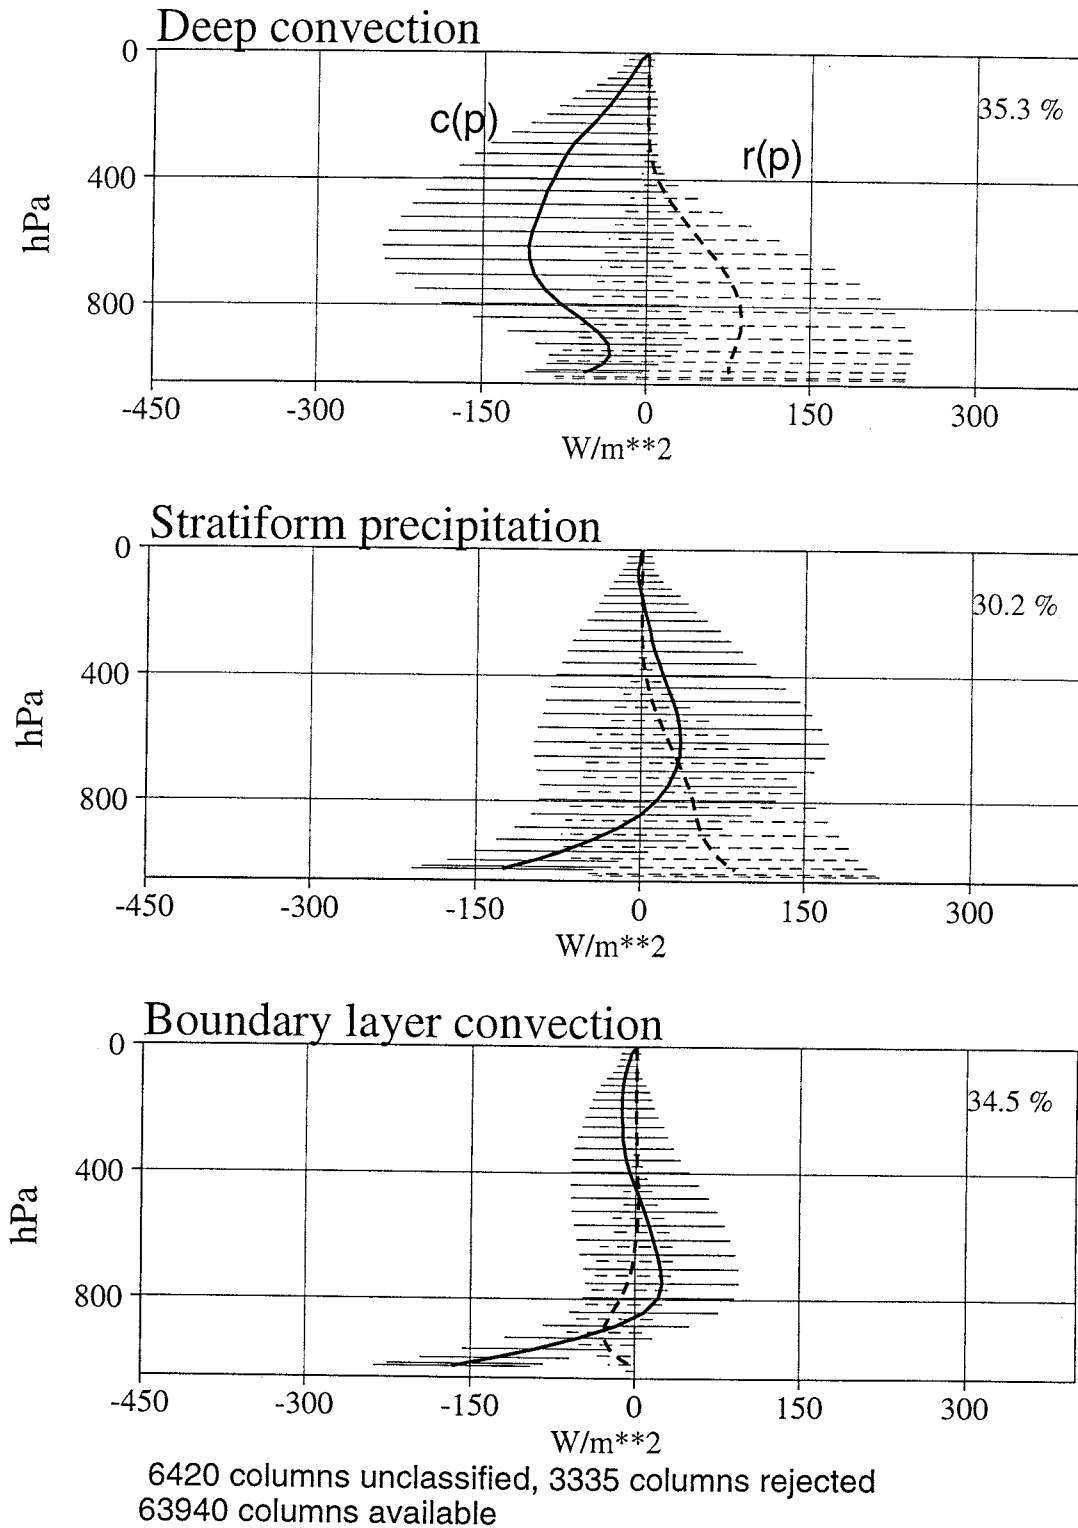 Deep convection
0
c(p)
35.3 %
r(p)
400
hPa
800
-450 -300 -150 0 150 300
W/m**2
Stratiform precipitation
0
30.2 %
400
hPa
800
-450 -300 -150 0 150 300
W/m**2
Boundary layer convection
0
34.5 %
400
hPa
800
-450 -300 -150 0 150 300
W/m**2
6420 columns unclassified, 3335 columns rejected
63940 columns available